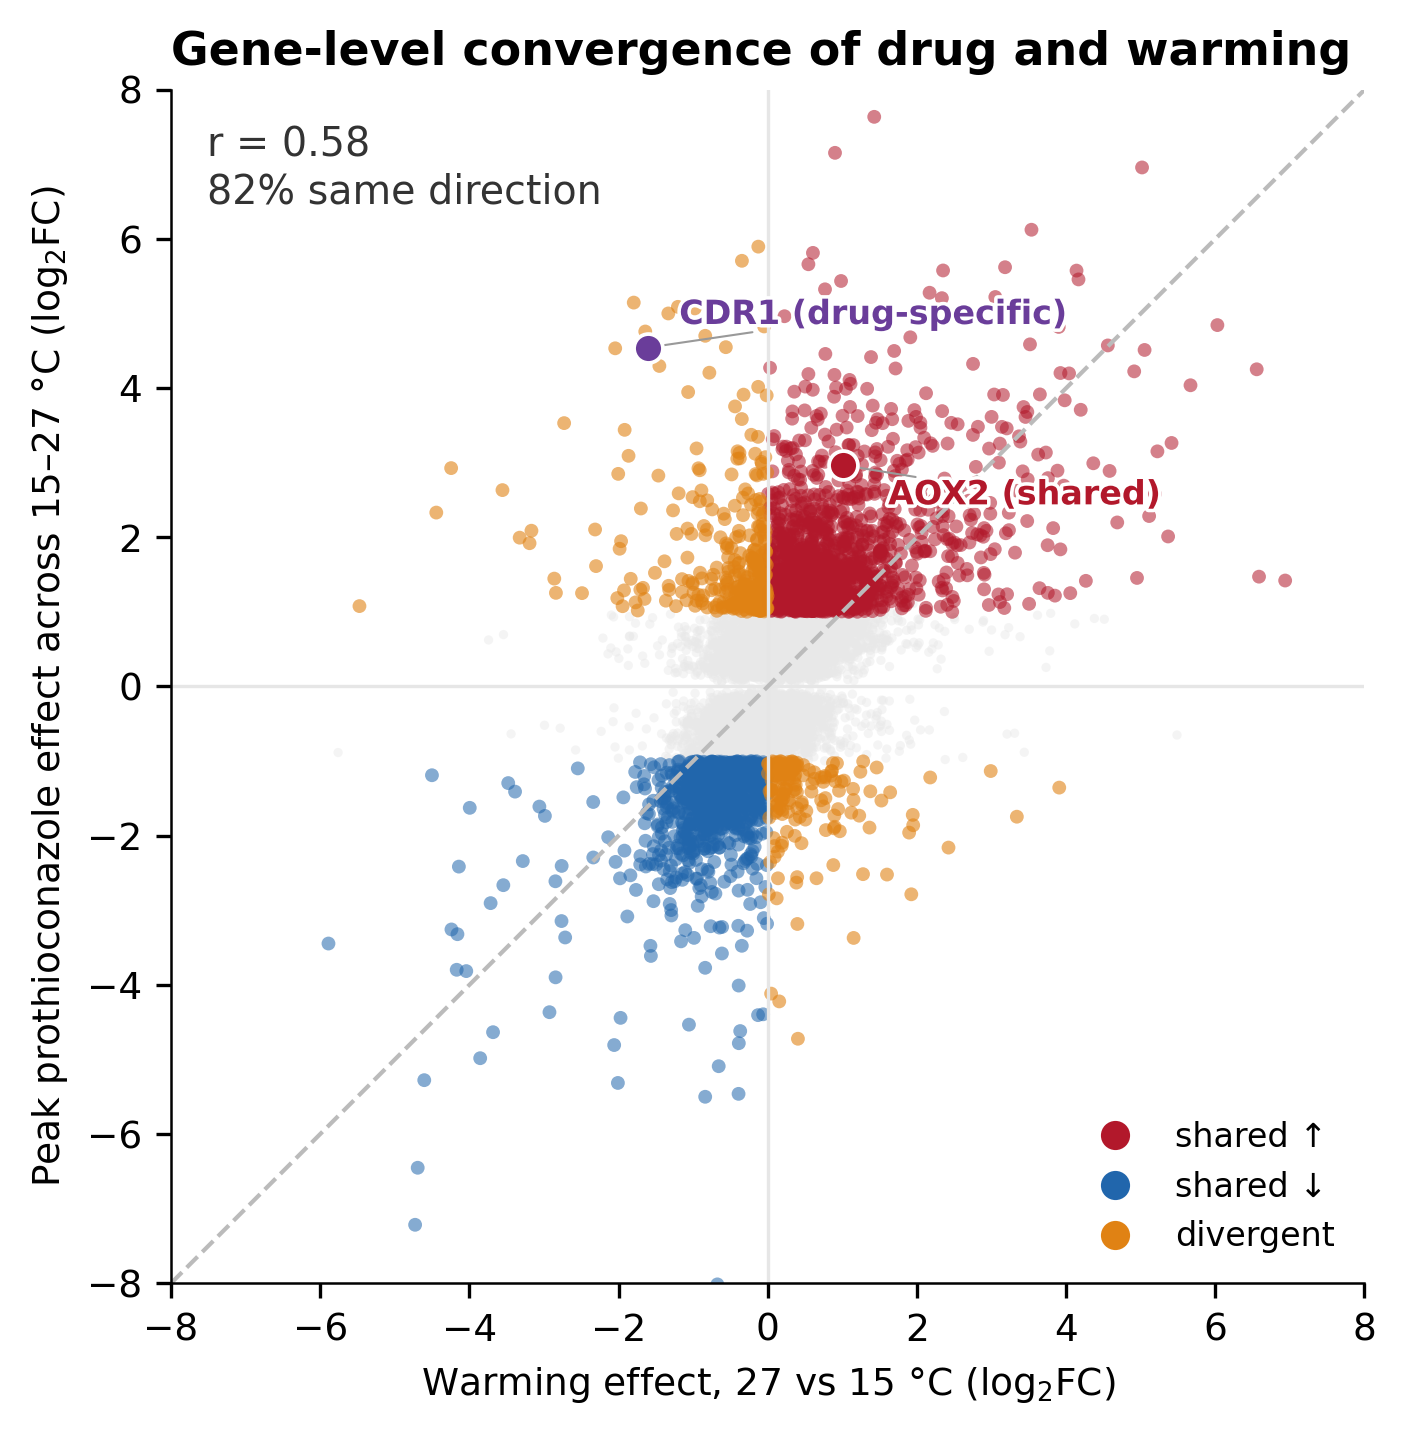 Gene-level convergence of drug and warming
r = 0.58
82% same direction
CDR1 (drug-specific)
AOX2 (shared)
shared ↑
shared ↓
divergent
8
6
4
2
0
−2
−4
−6
−8
−8
−6
−4
−2
0
2
4
6
8
Peak prothioconazole effect across 15–27 °C (log₂FC)
Warming effect, 27 vs 15 °C (log₂FC)